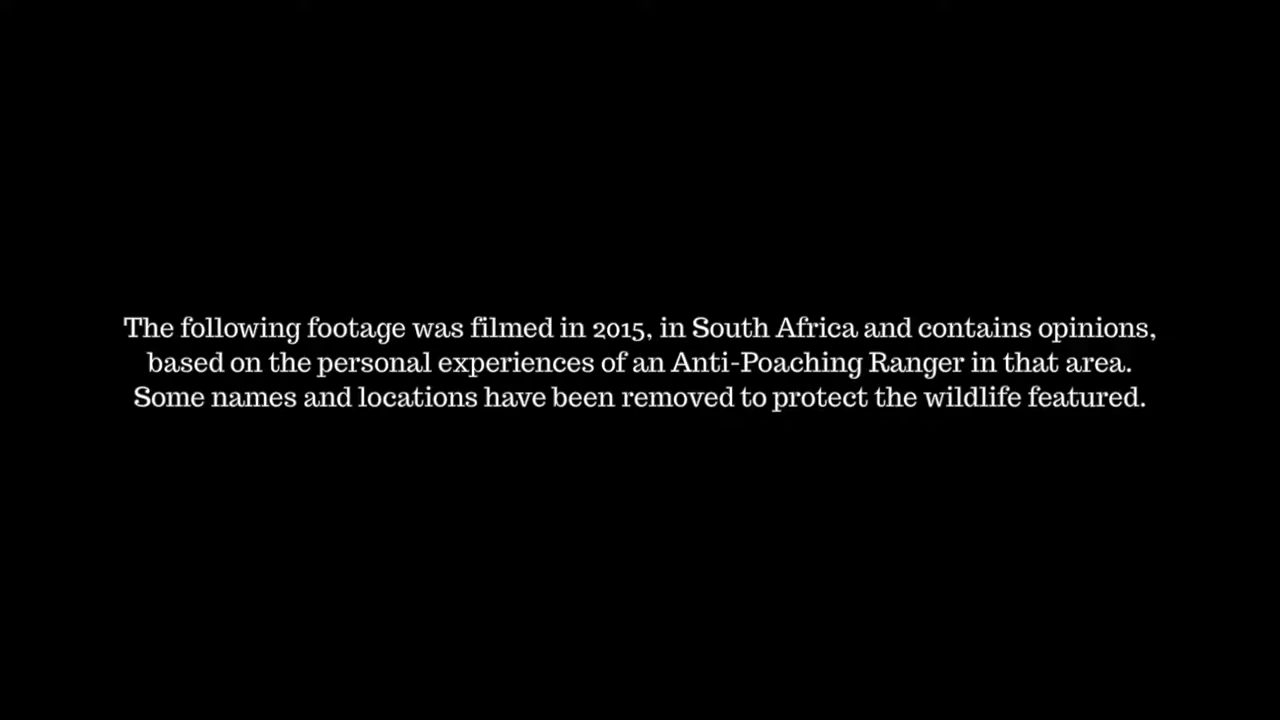 The following footage was filmed in 2015, in South Africa and contains opinions,
based on the personal experiences of an Anti-Poaching Ranger in that area.
Some names and locations have been removed to protect the wildlife featured.